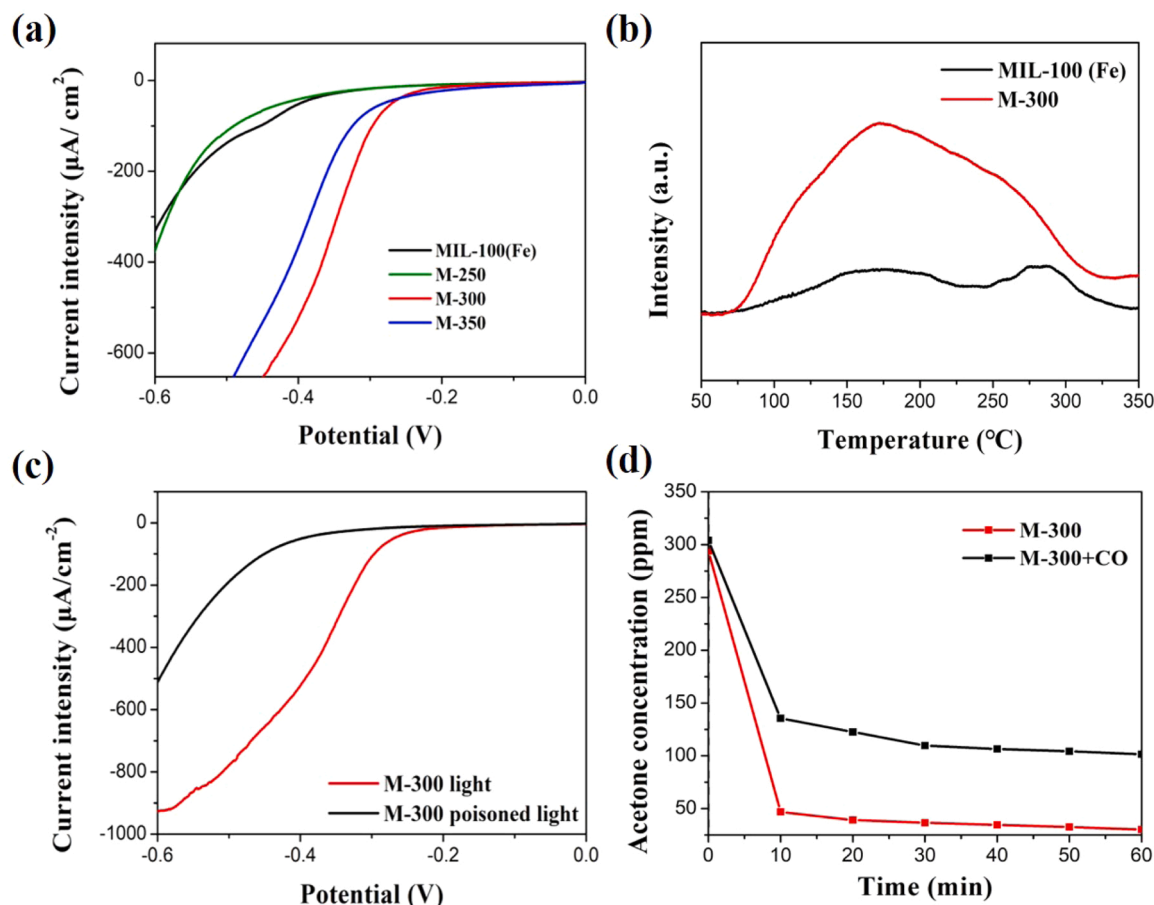 (a)
Current intensity (μA/ cm2)
0
-200
-400
-600
-0.6
-0.4
-0.2
0.0
Potential (V)
MIL-100(Fe)
M-250
M-300
M-350
(b)
Intensity (a.u.)
MIL-100 (Fe)
M-300
50
100
150
200
250
300
350
Temperature (℃)
(c)
Current intensity (μA/cm-2)
0
-200
-400
-600
-800
-1000
-0.6
-0.4
-0.2
0.0
Potential (V)
M-300 light
M-300 poisoned light
(d)
Acetone concentration (ppm)
350
300
250
200
150
100
50
0
10
20
30
40
50
60
Time (min)
M-300
M-300+CO